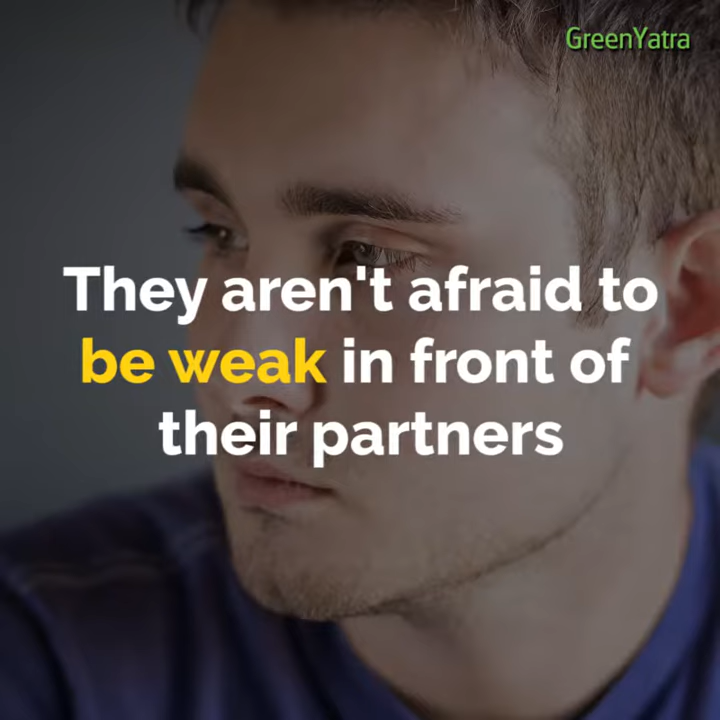 GreenYatra
They aren't afraid to
be weak in front of
their partners